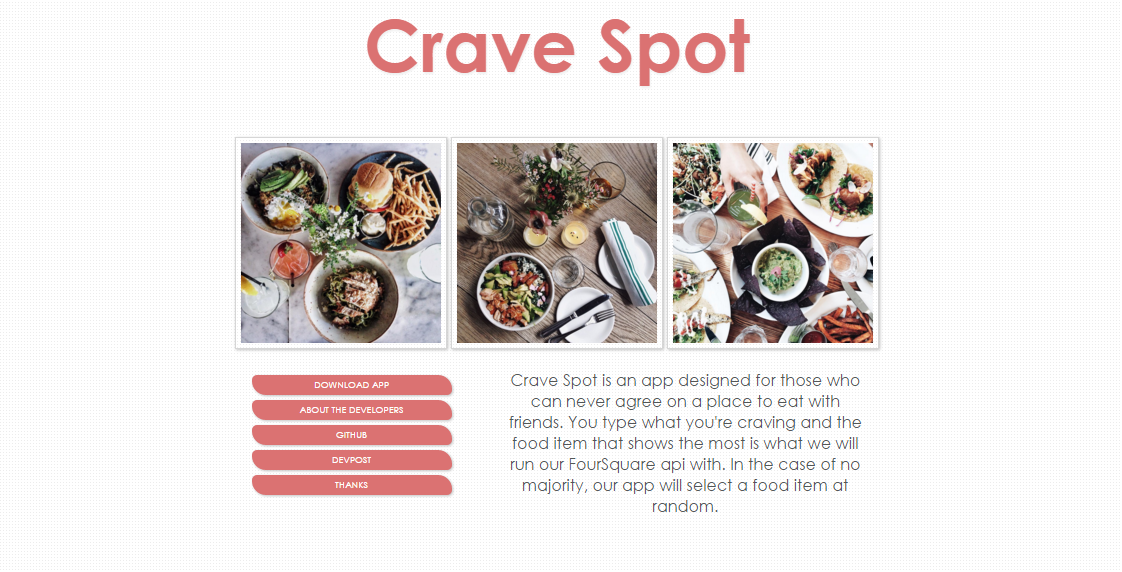 Crave Spot
DOWNLOAD APP
ABOUT THE DEVELOPERS
GITHUB
DEVPOST
THANKS
Crave Spot is an app designed for those who
can never agree on a place to eat with
friends. You type what you're craving and the
food item that shows the most is what we will
run our FourSquare api with. In the case of no
majority, our app will select a food item at
random.